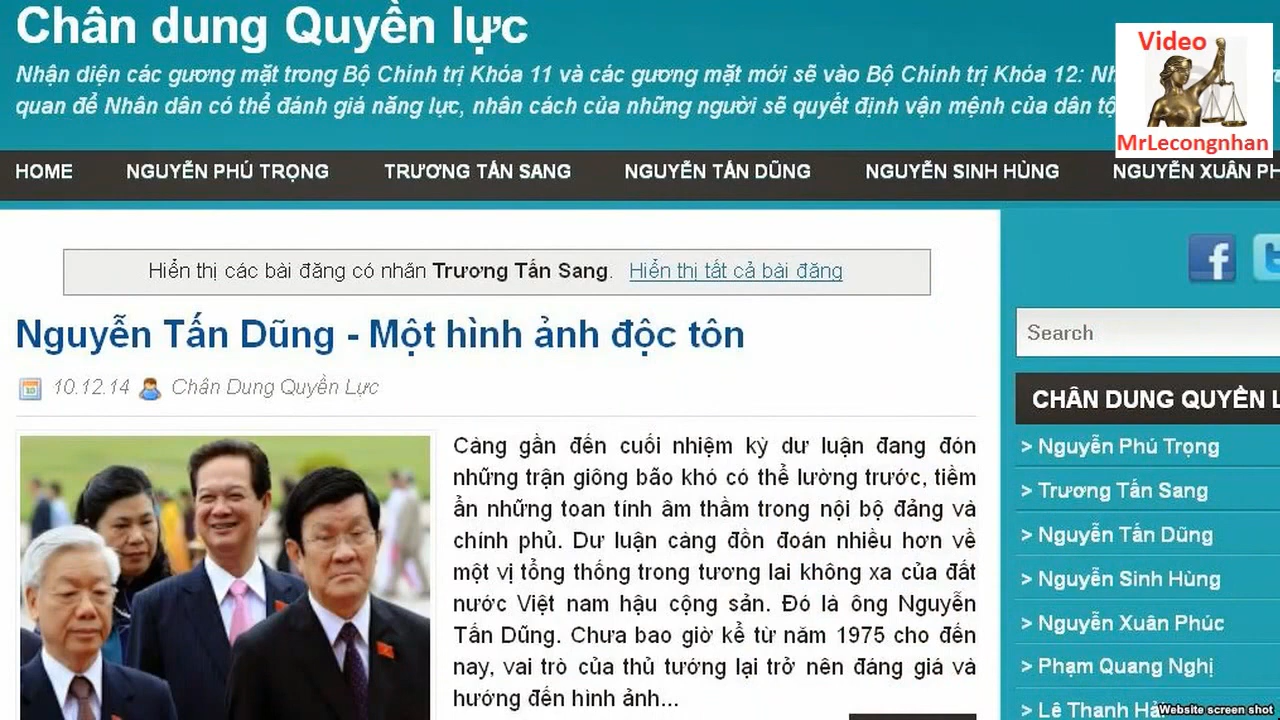 Chân dung Quyền lực
Nhận diện các gương mặt trong Bộ Chính trị Khóa 11 và các gương mặt mới sẽ vào Bộ Chính trị Khóa 12:
quan để Nhân dân có thể đánh giá năng lực, nhân cách của những người sẽ quyết định vận mệnh của dân
Video
MrLecongnhan
HOME NGUYỄN PHÚ TRỌNG TRƯƠNG TẤN SANG NGUYỄN TẤN DŨNG NGUYỄN SINH HÙNG NGUYỄN XUÂN
Hiển thị các bài đăng có nhãn Trương Tấn Sang. Hiển thị tất cả bài đăng
Nguyễn Tấn Dũng - Một hình ảnh độc tôn
10.12.14 Chân Dung Quyền Lực
Càng gần đến cuối nhiệm kỳ dư luận đang đón
những trận giông bão khó có thể lường trước, tiềm
ẩn những toan tính âm thầm trong nội bộ đảng và
chính phủ. Dư luận càng đồn đoán nhiều hơn về
một vị tổng thống trong tương lai không xa của đất
nước Việt nam hậu cộng sản. Đó là ông Nguyễn
Tấn Dũng. Chưa bao giờ kể từ năm 1975 cho đến
nay, vai trò của thủ tướng lại trở nên đáng giá và
hướng đến hình ảnh...
Search
CHÂN DUNG QUYỀN
> Nguyễn Phú Trọng
> Trương Tấn Sang
> Nguyễn Tấn Dũng
> Nguyễn Sinh Hùng
> Nguyễn Xuân Phúc
> Phạm Quang Nghị
> Lê Thanh
Website screen shot